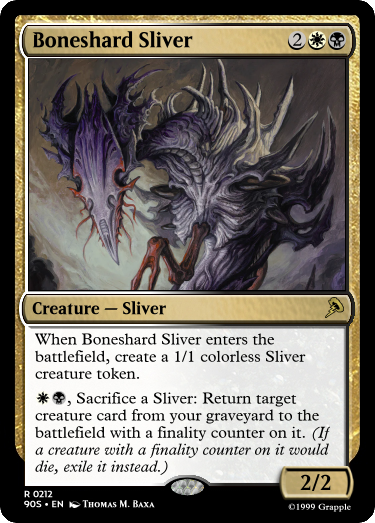 Boneshard Sliver 2
Creature — Sliver
When Boneshard Sliver enters the
battlefield, create a 1/1 colorless Sliver
creature token.
, Sacrifice a Sliver: Return target
creature card from your graveyard to the
battlefield with a finality counter on it. (If
a creature with a finality counter on it would
die, exile it instead.)
2/2
R 0212
90S • EN Thomas M. Baxa
©1999 Grapple